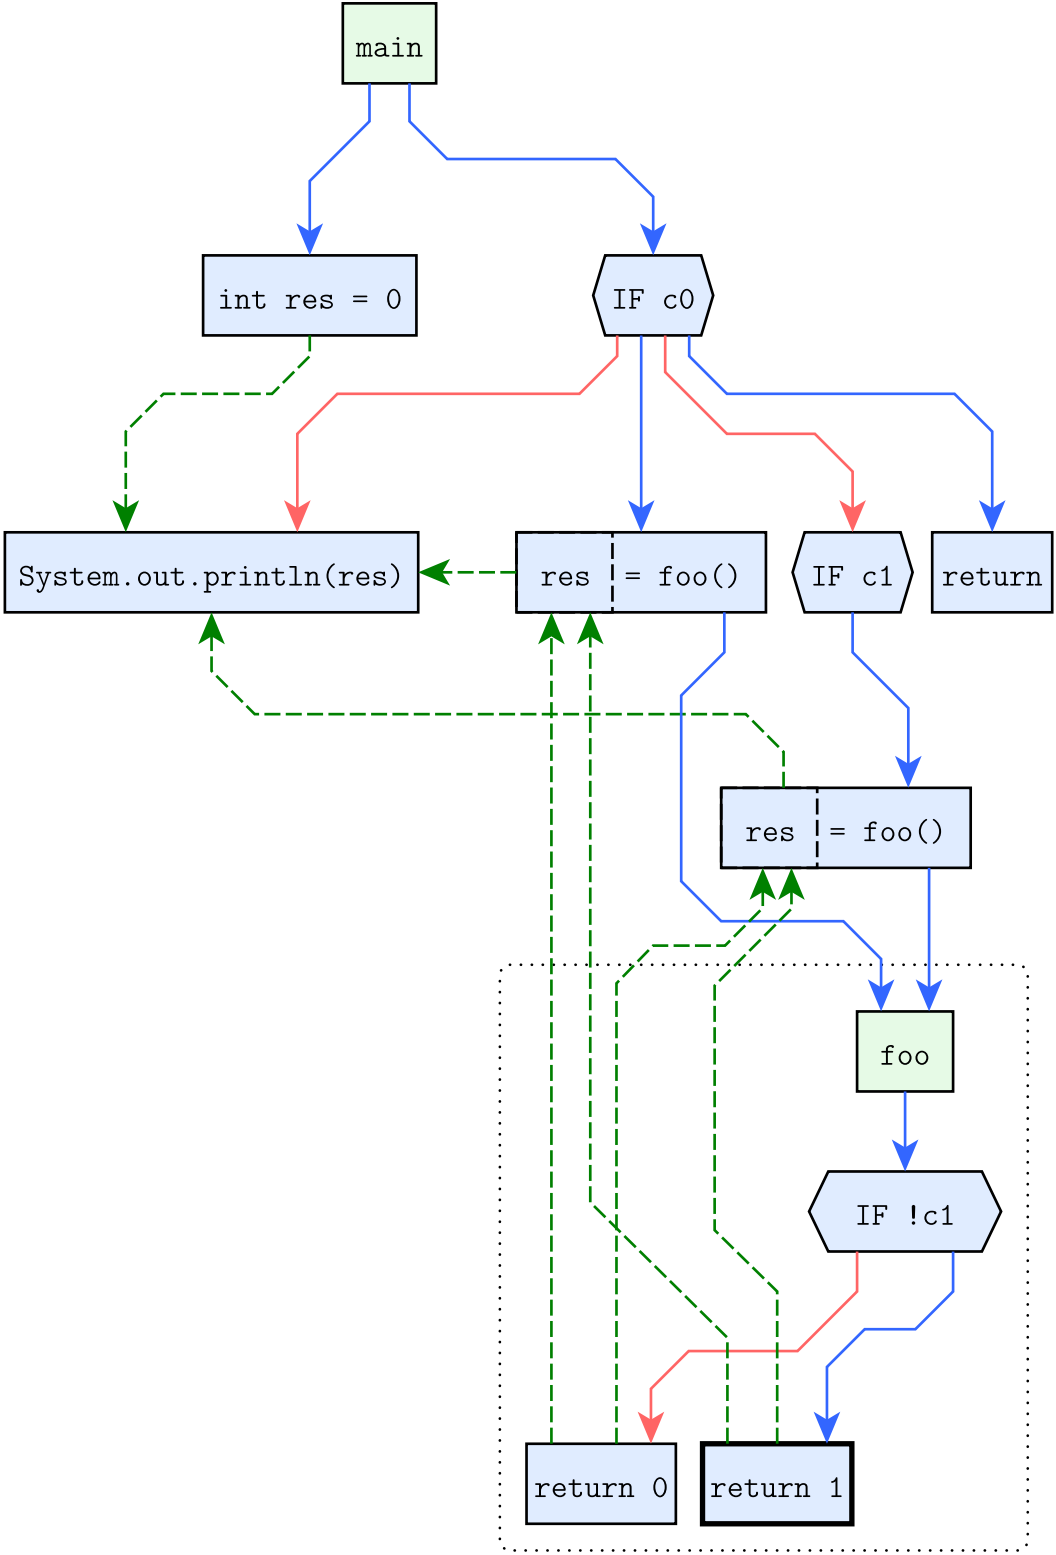 main
int res = 0
IF c0
System.out.println(res)
res = foo()
IF c1
return
res = foo()
foo
IF !c1
return 0
return 1